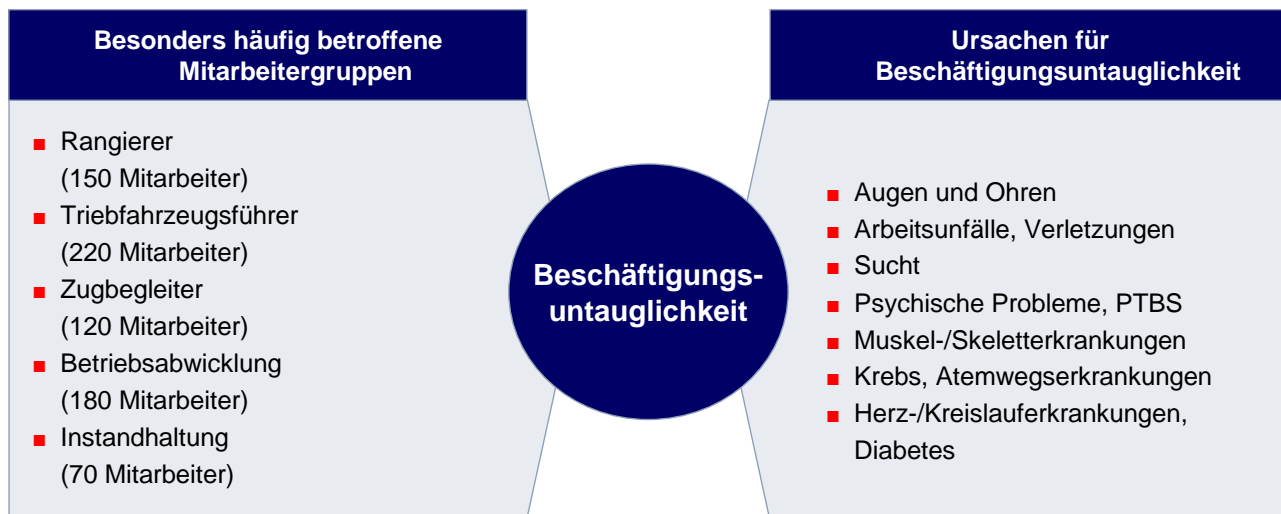 Besonders häufig betroffene
Mitarbeitergruppen
Rangierer
(150 Mitarbeiter)
Triebfahrzeugsführer
(220 Mitarbeiter)
Zugbegleiter
(120 Mitarbeiter)
Betriebsabwicklung
(180 Mitarbeiter)
Instandhaltung
(70 Mitarbeiter)
Beschäftigungs-
untauglichkeit
Ursachen für
Beschäftigungsuntauglichkeit
Augen und Ohren
Arbeitsunfälle, Verletzungen
Sucht
Psychische Probleme, PTBS
Muskel-/Skeletterkrankungen
Krebs, Atemwegserkrankungen
Herz-/Kreislauferkrankungen,
Diabetes